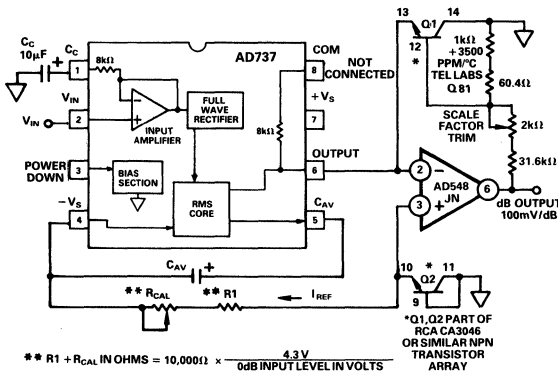 C_C 10μF
+
C_C
1
8kΩ
AD737
COM
8
NOT CONNECTED
V_IN
V_IN
2
−
+
INPUT AMPLIFIER
FULL WAVE RECTIFIER
8kΩ
+V_S
7
POWER DOWN
3
BIAS SECTION
OUTPUT
6
−V_S
4
RMS CORE
C_AV
5
C_AV
+
** R_CAL
** R1
I_REF
13
Q1
14
12
*
1kΩ
+3500
PPM/°C
TEL LABS
Q81
60.4Ω
SCALE FACTOR TRIM
2kΩ
31.6kΩ
2
−
AD548
JN
3
+
6
dB OUTPUT
100mV/dB
10
*
Q2
11
9
*Q1, Q2 PART OF
RCA CA3046
OR SIMILAR NPN
TRANSISTOR
ARRAY
** R1 + R_CAL IN OHMS = 10,000Ω × 4.3 V / 0dB INPUT LEVEL IN VOLTS